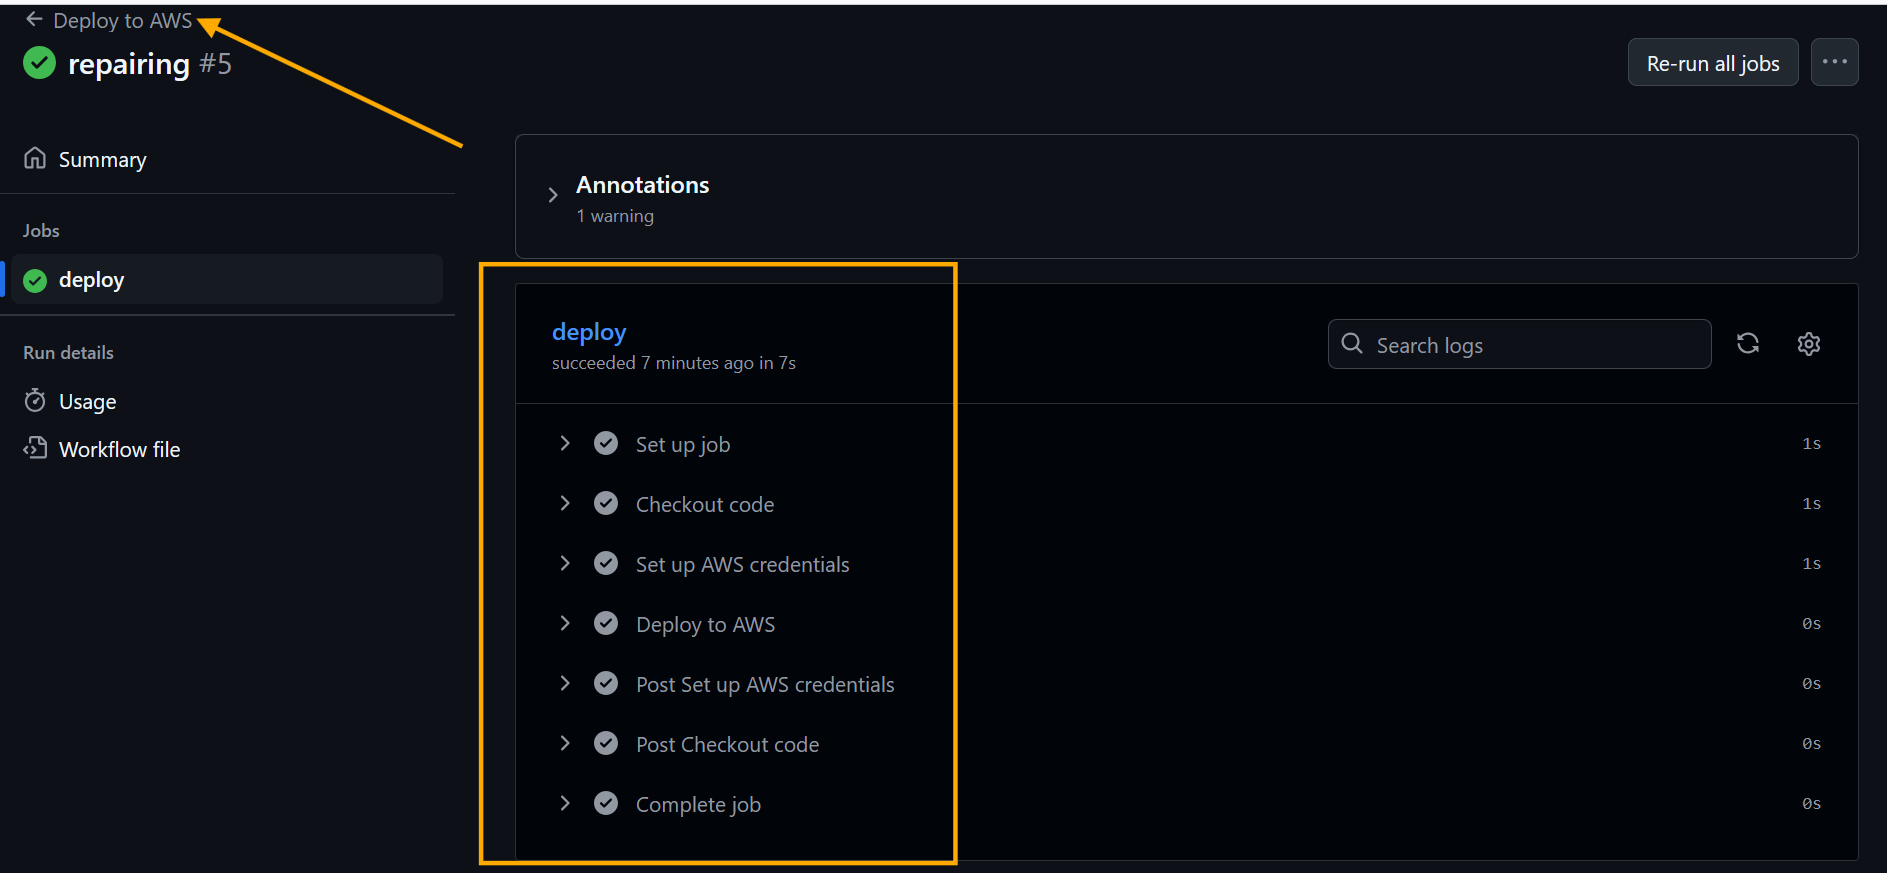 Deploy to AWS
repairing #5
Re-run all jobs
Summary
Jobs
deploy
Run details
Usage
Workflow file
Annotations
1 warning
deploy
succeeded 7 minutes ago in 7s
Search logs
Set up job 1s
Checkout code 1s
Set up AWS credentials 1s
Deploy to AWS 0s
Post Set up AWS credentials 0s
Post Checkout code 0s
Complete job 0s